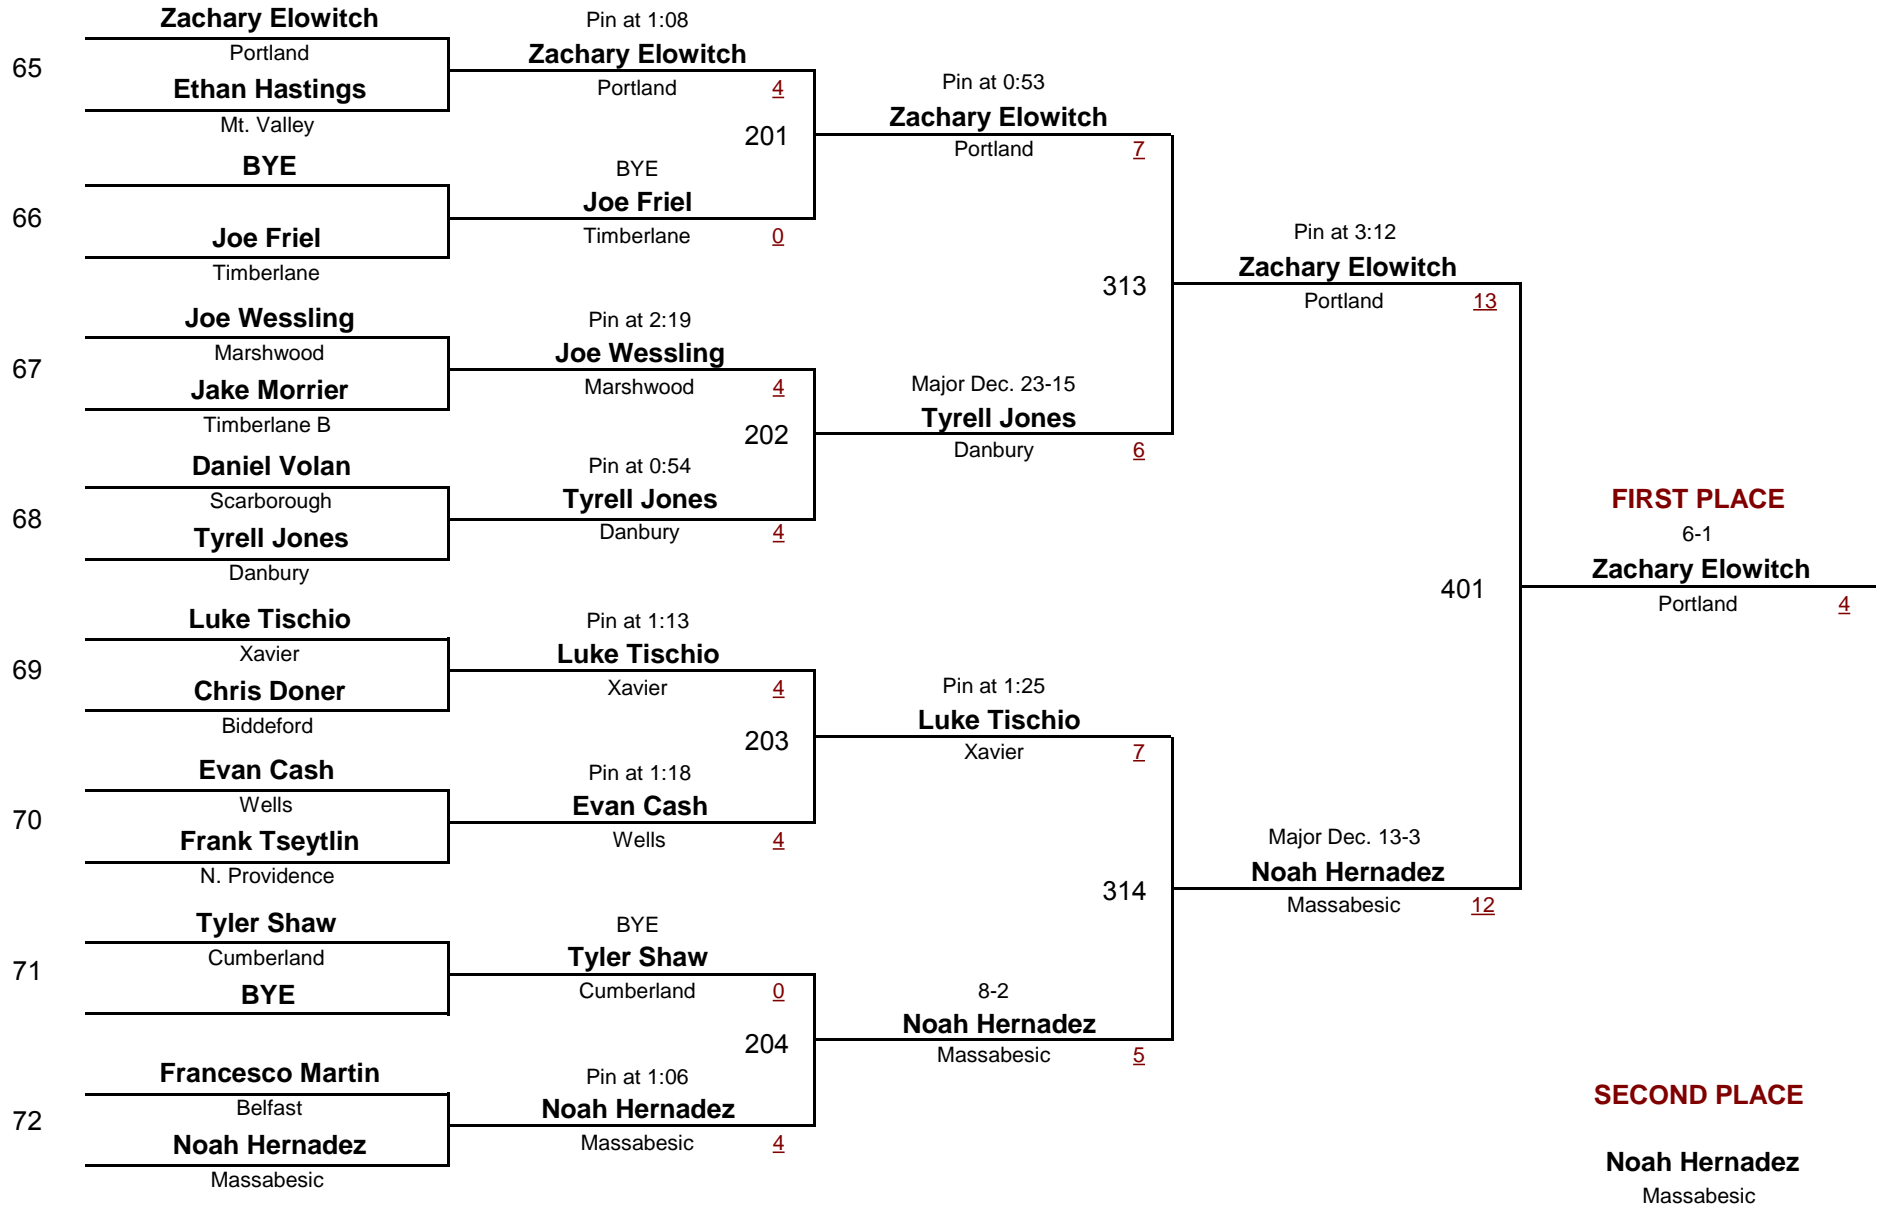 Zachary Elowitch
Portland
65
Ethan Hastings
Mt. Valley
BYE
66
Joe Friel
Timberlane
Joe Wessling
Marshwood
67
Jake Morrier
Timberlane B
Daniel Volan
Scarborough
68
Tyrell Jones
Danbury
Luke Tischio
Xavier
69
Chris Doner
Biddeford
Evan Cash
Wells
70
Frank Tseytlin
N. Providence
Tyler Shaw
Cumberland
71
BYE
Francesco Martin
Belfast
72
Noah Hernadez
Massabesic
Pin at 1:08
Zachary Elowitch
Portland 4
201
BYE
Joe Friel
Timberlane 0
Pin at 2:19
Joe Wessling
Marshwood 4
202
Pin at 0:54
Tyrell Jones
Danbury 4
Pin at 1:13
Luke Tischio
Xavier 4
203
Pin at 1:18
Evan Cash
Wells 4
BYE
Tyler Shaw
Cumberland 0
204
Pin at 1:06
Noah Hernadez
Massabesic 4
Pin at 0:53
Zachary Elowitch
Portland 7
313
Major Dec. 23-15
Tyrell Jones
Danbury 6
Pin at 1:25
Luke Tischio
Xavier 7
314
8-2
Noah Hernadez
Massabesic 5
Pin at 3:12
Zachary Elowitch
Portland 13
401
Major Dec. 13-3
Noah Hernadez
Massabesic 12
FIRST PLACE
6-1
Zachary Elowitch
Portland 4
SECOND PLACE
Noah Hernadez
Massabesic